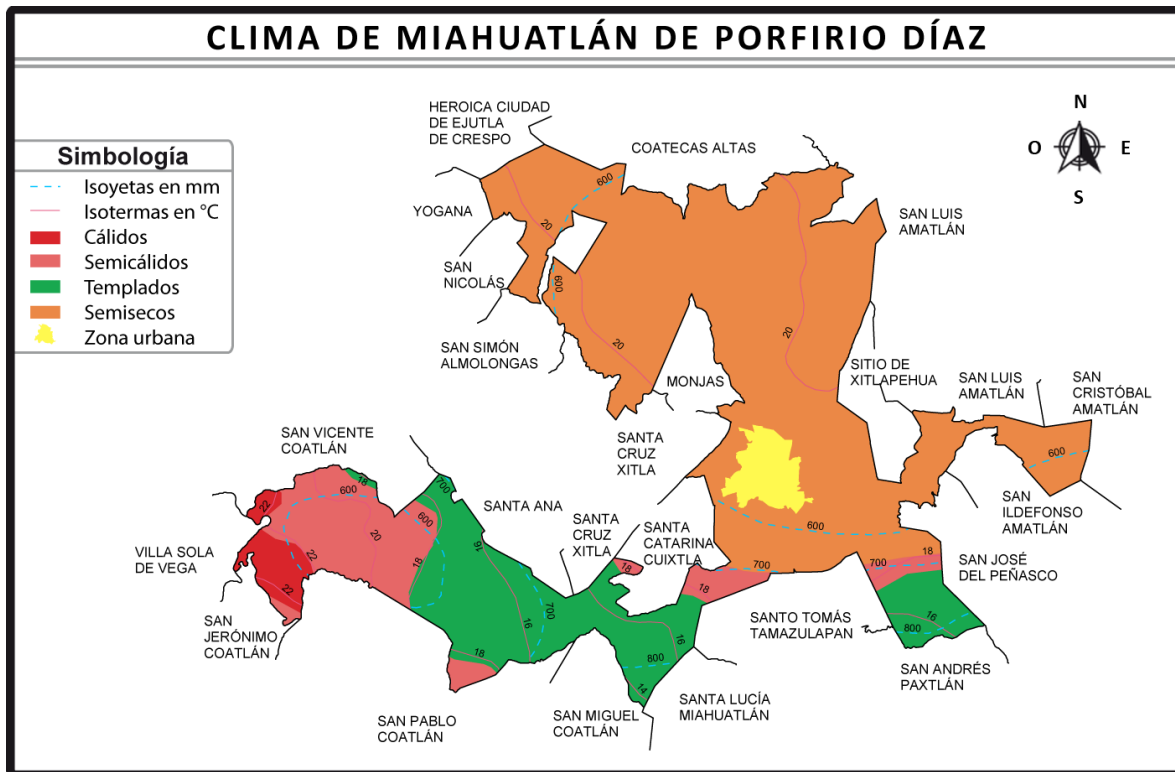 CLIMA DE MIAHUATLÁN DE PORFIRIO DÍAZ
N
O
E
S
Simbología
Isoyetas en mm
Isotermas en °C
Cálidos
Semicálidos
Templados
Semisecos
Zona urbana
HEROICA CIUDAD
DE EJUTLA
DE CRESPO
COATECAS ALTAS
600
YOGANA
20
SAN LUIS
AMATLÁN
SAN
NICOLÁS
600
20
20
SAN SIMÓN
ALMOLONGAS
MONJAS
SITIO DE
XITLAPEHUA
SAN LUIS
AMATLÁN
SAN
CRISTÓBAL
AMATLÁN
SANTA
CRUZ
XITLA
600
SAN
ILDEFONSO
AMATLÁN
600
SAN VICENTE
COATLÁN
18
700
600
22
600
20
SANTA ANA
16
18
22
22
VILLA SOLA
DE VEGA
SAN
JERÓNIMO
COATLÁN
SANTA
CRUZ
XITLA
SANTA
CATARINA
CUIXTLA
18
18
700
700
18
SAN JOSÉ
DEL PEÑASCO
700
16
16
800
18
14
SANTO TOMÁS
TAMAZULAPAN
16
800
SAN ANDRÉS
PAXTLÁN
SAN PABLO
COATLÁN
SAN MIGUEL
COATLÁN
SANTA LUCÍA
MIAHUATLÁN